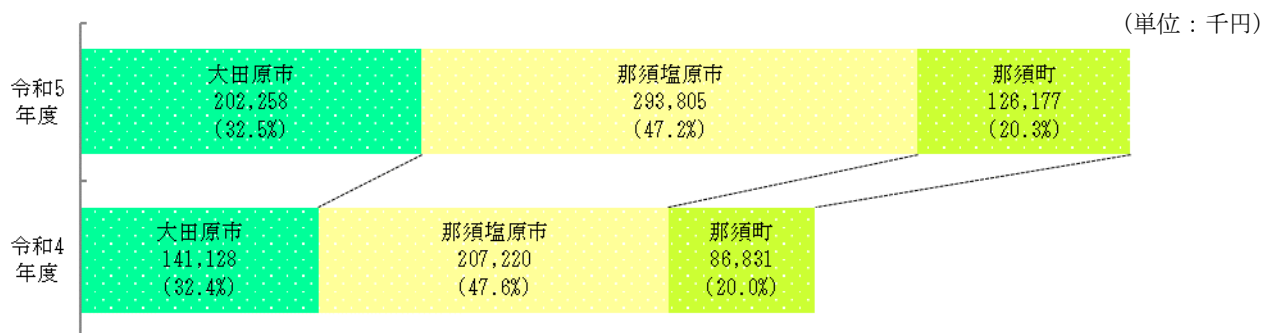 (単位：千円)
令和5
年度
大田原市
202,258
(32.5%)
那須塩原市
293,805
(47.2%)
那須町
126,177
(20.3%)
令和4
年度
大田原市
141,128
(32.4%)
那須塩原市
207,220
(47.6%)
那須町
86,831
(20.0%)